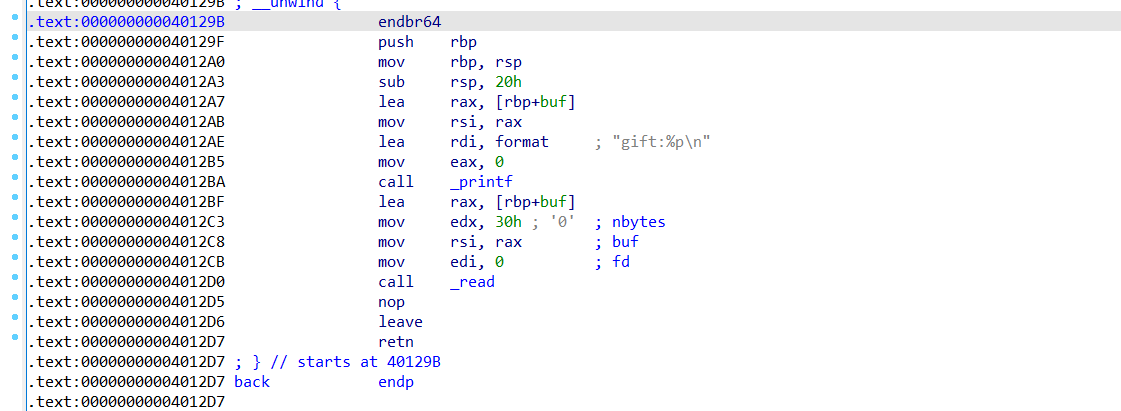 .text:000000000040129B ; __unwind {
.text:000000000040129B endbr64
.text:000000000040129F push rbp
.text:00000000004012A0 mov rbp, rsp
.text:00000000004012A3 sub rsp, 20h
.text:00000000004012A7 lea rax, [rbp+buf]
.text:00000000004012AB mov rsi, rax
.text:00000000004012AE lea rdi, format ; "gift:%p\n"
.text:00000000004012B5 mov eax, 0
.text:00000000004012BA call _printf
.text:00000000004012BF lea rax, [rbp+buf]
.text:00000000004012C3 mov edx, 30h ; '0' ; nbytes
.text:00000000004012C8 mov rsi, rax ; buf
.text:00000000004012CB mov edi, 0 ; fd
.text:00000000004012D0 call _read
.text:00000000004012D5 nop
.text:00000000004012D6 leave
.text:00000000004012D7 retn
.text:00000000004012D7 ; } // starts at 40129B
.text:00000000004012D7 back endp
.text:00000000004012D7